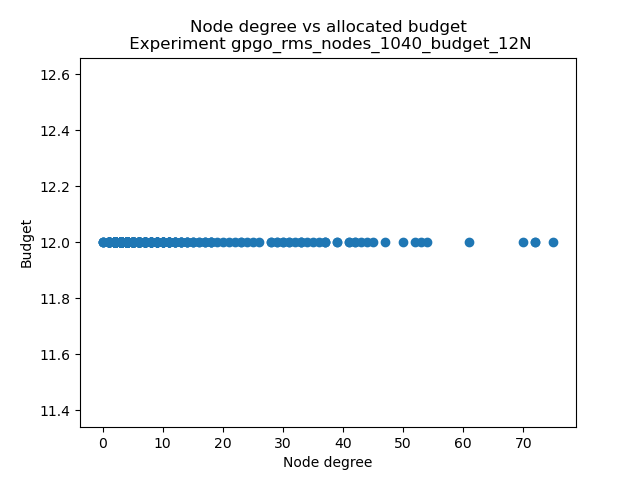 Node degree vs allocated budget
Experiment gpgo_rms_nodes_1040_budget_12N
12.6
12.4
12.2
12.0
11.8
11.6
11.4
Budget
0 10 20 30 40 50 60 70
Node degree